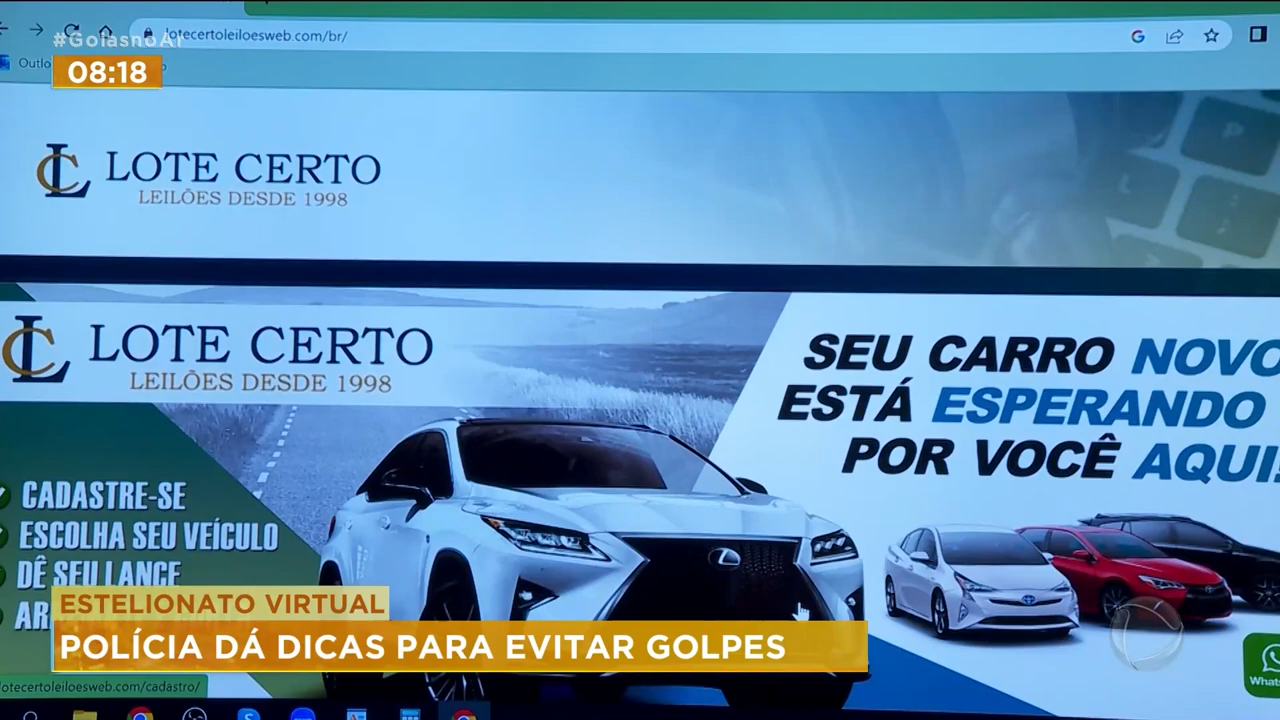 #GoiasnoAr
08:18
lotecertoleiloesweb.com/br/
LC LOTE CERTO
LEILÕES DESDE 1998
LC LOTE CERTO
LEILÕES DESDE 1998
SEU CARRO NOVO
ESTÁ ESPERANDO
POR VOCÊ AQUI!
CADASTRE-SE
ESCOLHA SEU VEÍCULO
DÊ SEU LANCE
ESTELIONATO VIRTUAL
POLÍCIA DÁ DICAS PARA EVITAR GOLPES
lotecertoleiloesweb.com/cadastro/